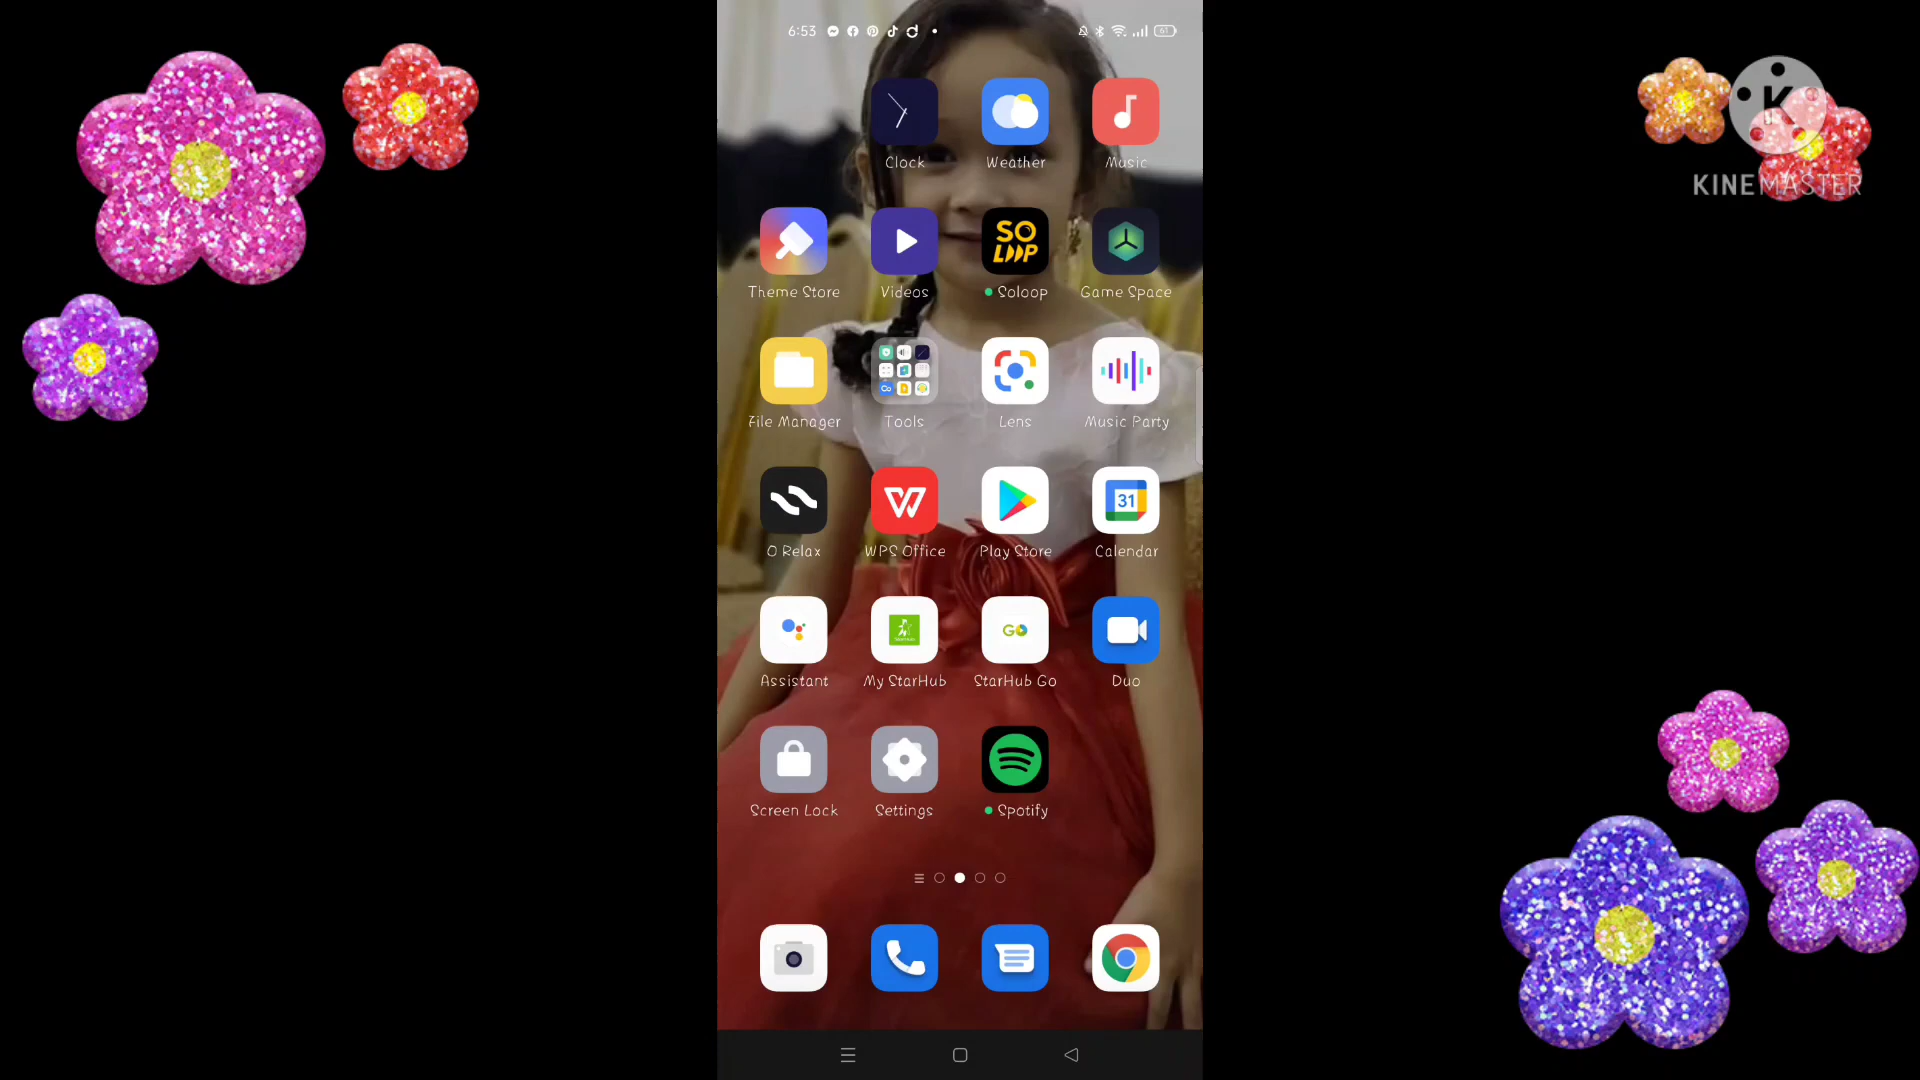 6:53
61
KINEMASTER
Clock Weather Music
SO LOOP
Theme Store Videos Soloop Game Space
File Manager Tools Lens Music Party
31
O Relax WPS Office Play Store Calendar
GO
Assistant My StarHub StarHub Go Duo
Screen Lock Settings Spotify